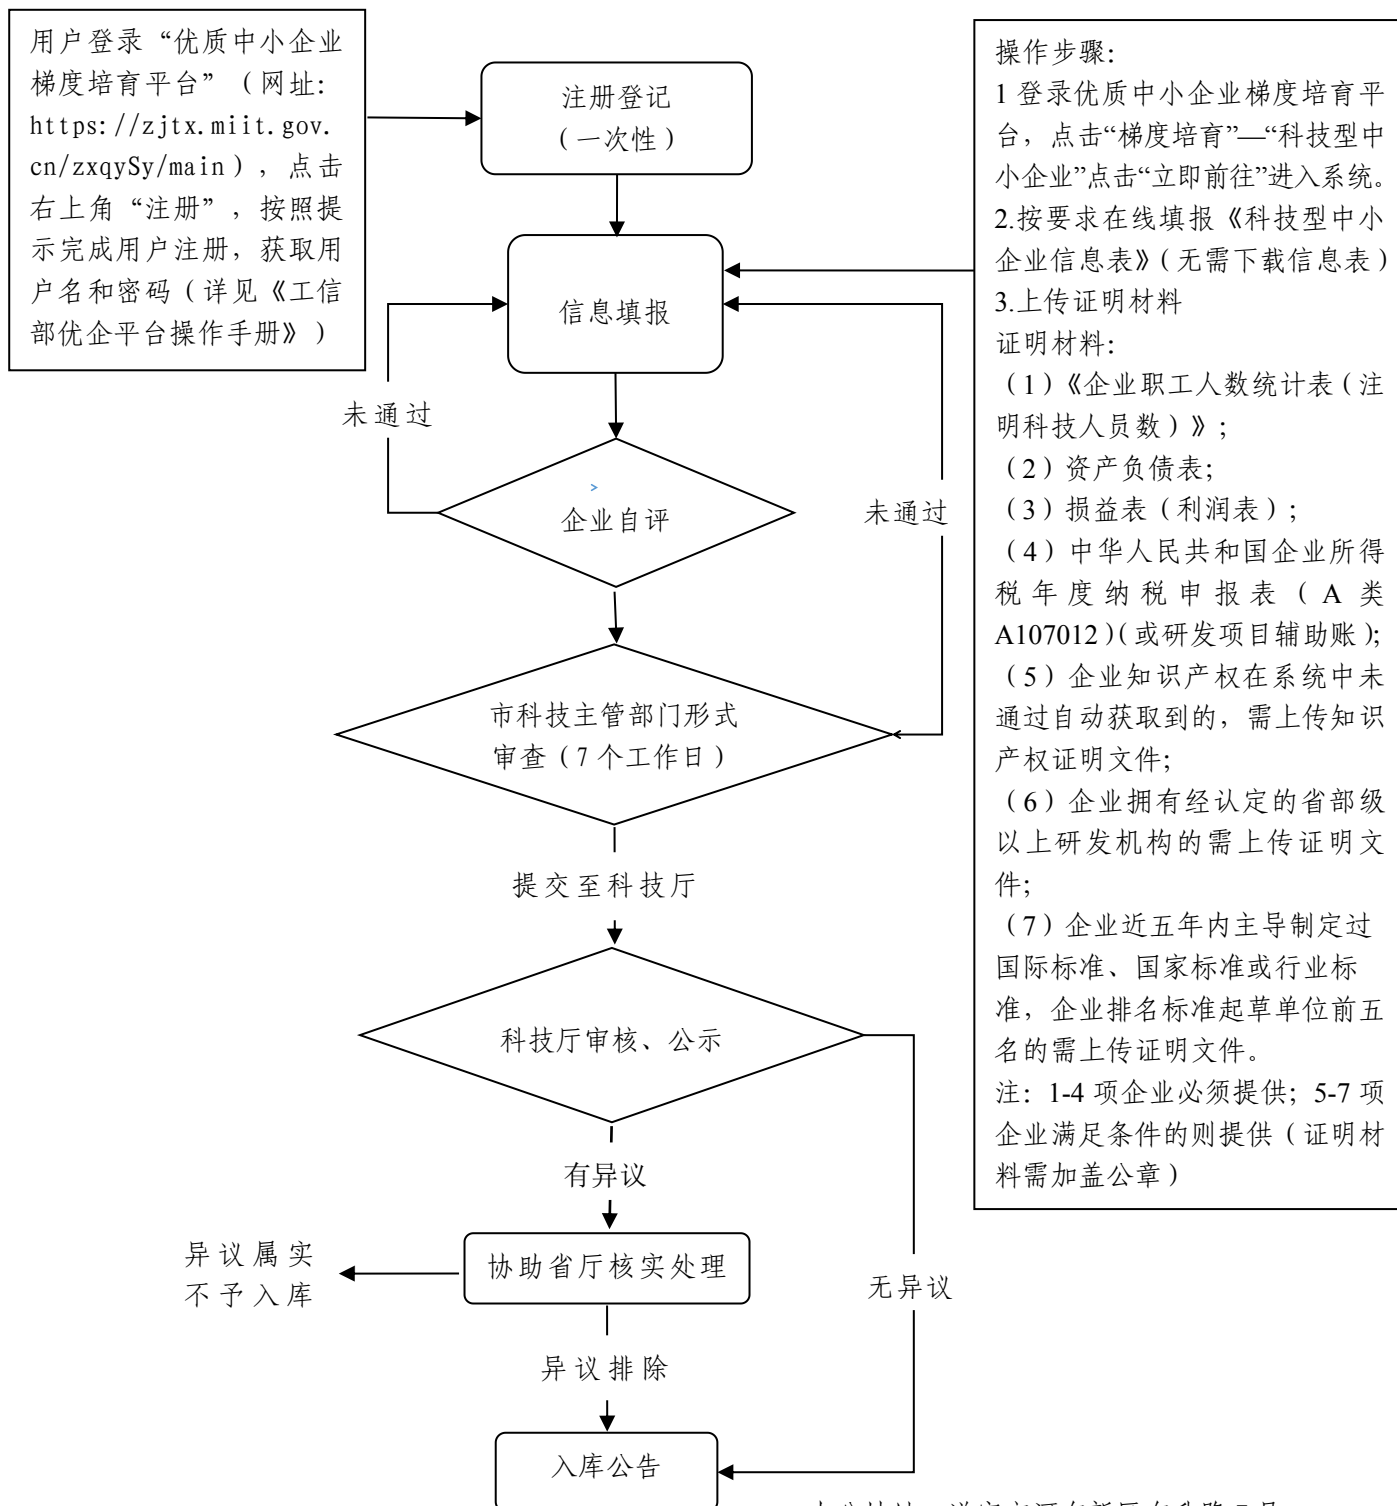 用户登录“优质中小企业
梯度培育平台”（网址：
https://zjtx.miit.gov.
cn/zxqySy/main），点击
右上角“注册”，按照提
示完成用户注册，获取用
户名和密码（详见《工信
部优企平台操作手册》）
注册登记
（一次性）
信息填报
未通过
>
企业自评
未通过
市科技主管部门形式
审查（7 个工作日）
提交至科技厅
科技厅审核、公示
有异议
协助省厅核实处理
异议属实
不予入库
无异议
异议排除
入库公告
操作步骤：
1 登录优质中小企业梯度培育平
台，点击“梯度培育”—“科技型中
小企业”点击“立即前往”进入系统。
2.按要求在线填报《科技型中小
企业信息表》（无需下载信息表）
3.上传证明材料
证明材料：
（1）《企业职工人数统计表（注
明科技人员数）》；
（2）资产负债表；
（3）损益表（利润表）；
（4）中华人民共和国企业所得
税年度纳税申报表（A 类
A107012）（或研发项目辅助账）；
（5）企业知识产权在系统中未
通过自动获取到的，需上传知识
产权证明文件；
（6）企业拥有经认定的省部级
以上研发机构的需上传证明文
件；
（7）企业近五年内主导制定过
国际标准、国家标准或行业标
准，企业排名标准起草单位前五
名的需上传证明文件。
注：1-4 项企业必须提供；5-7 项
企业满足条件的则提供（证明材
料需加盖公章）